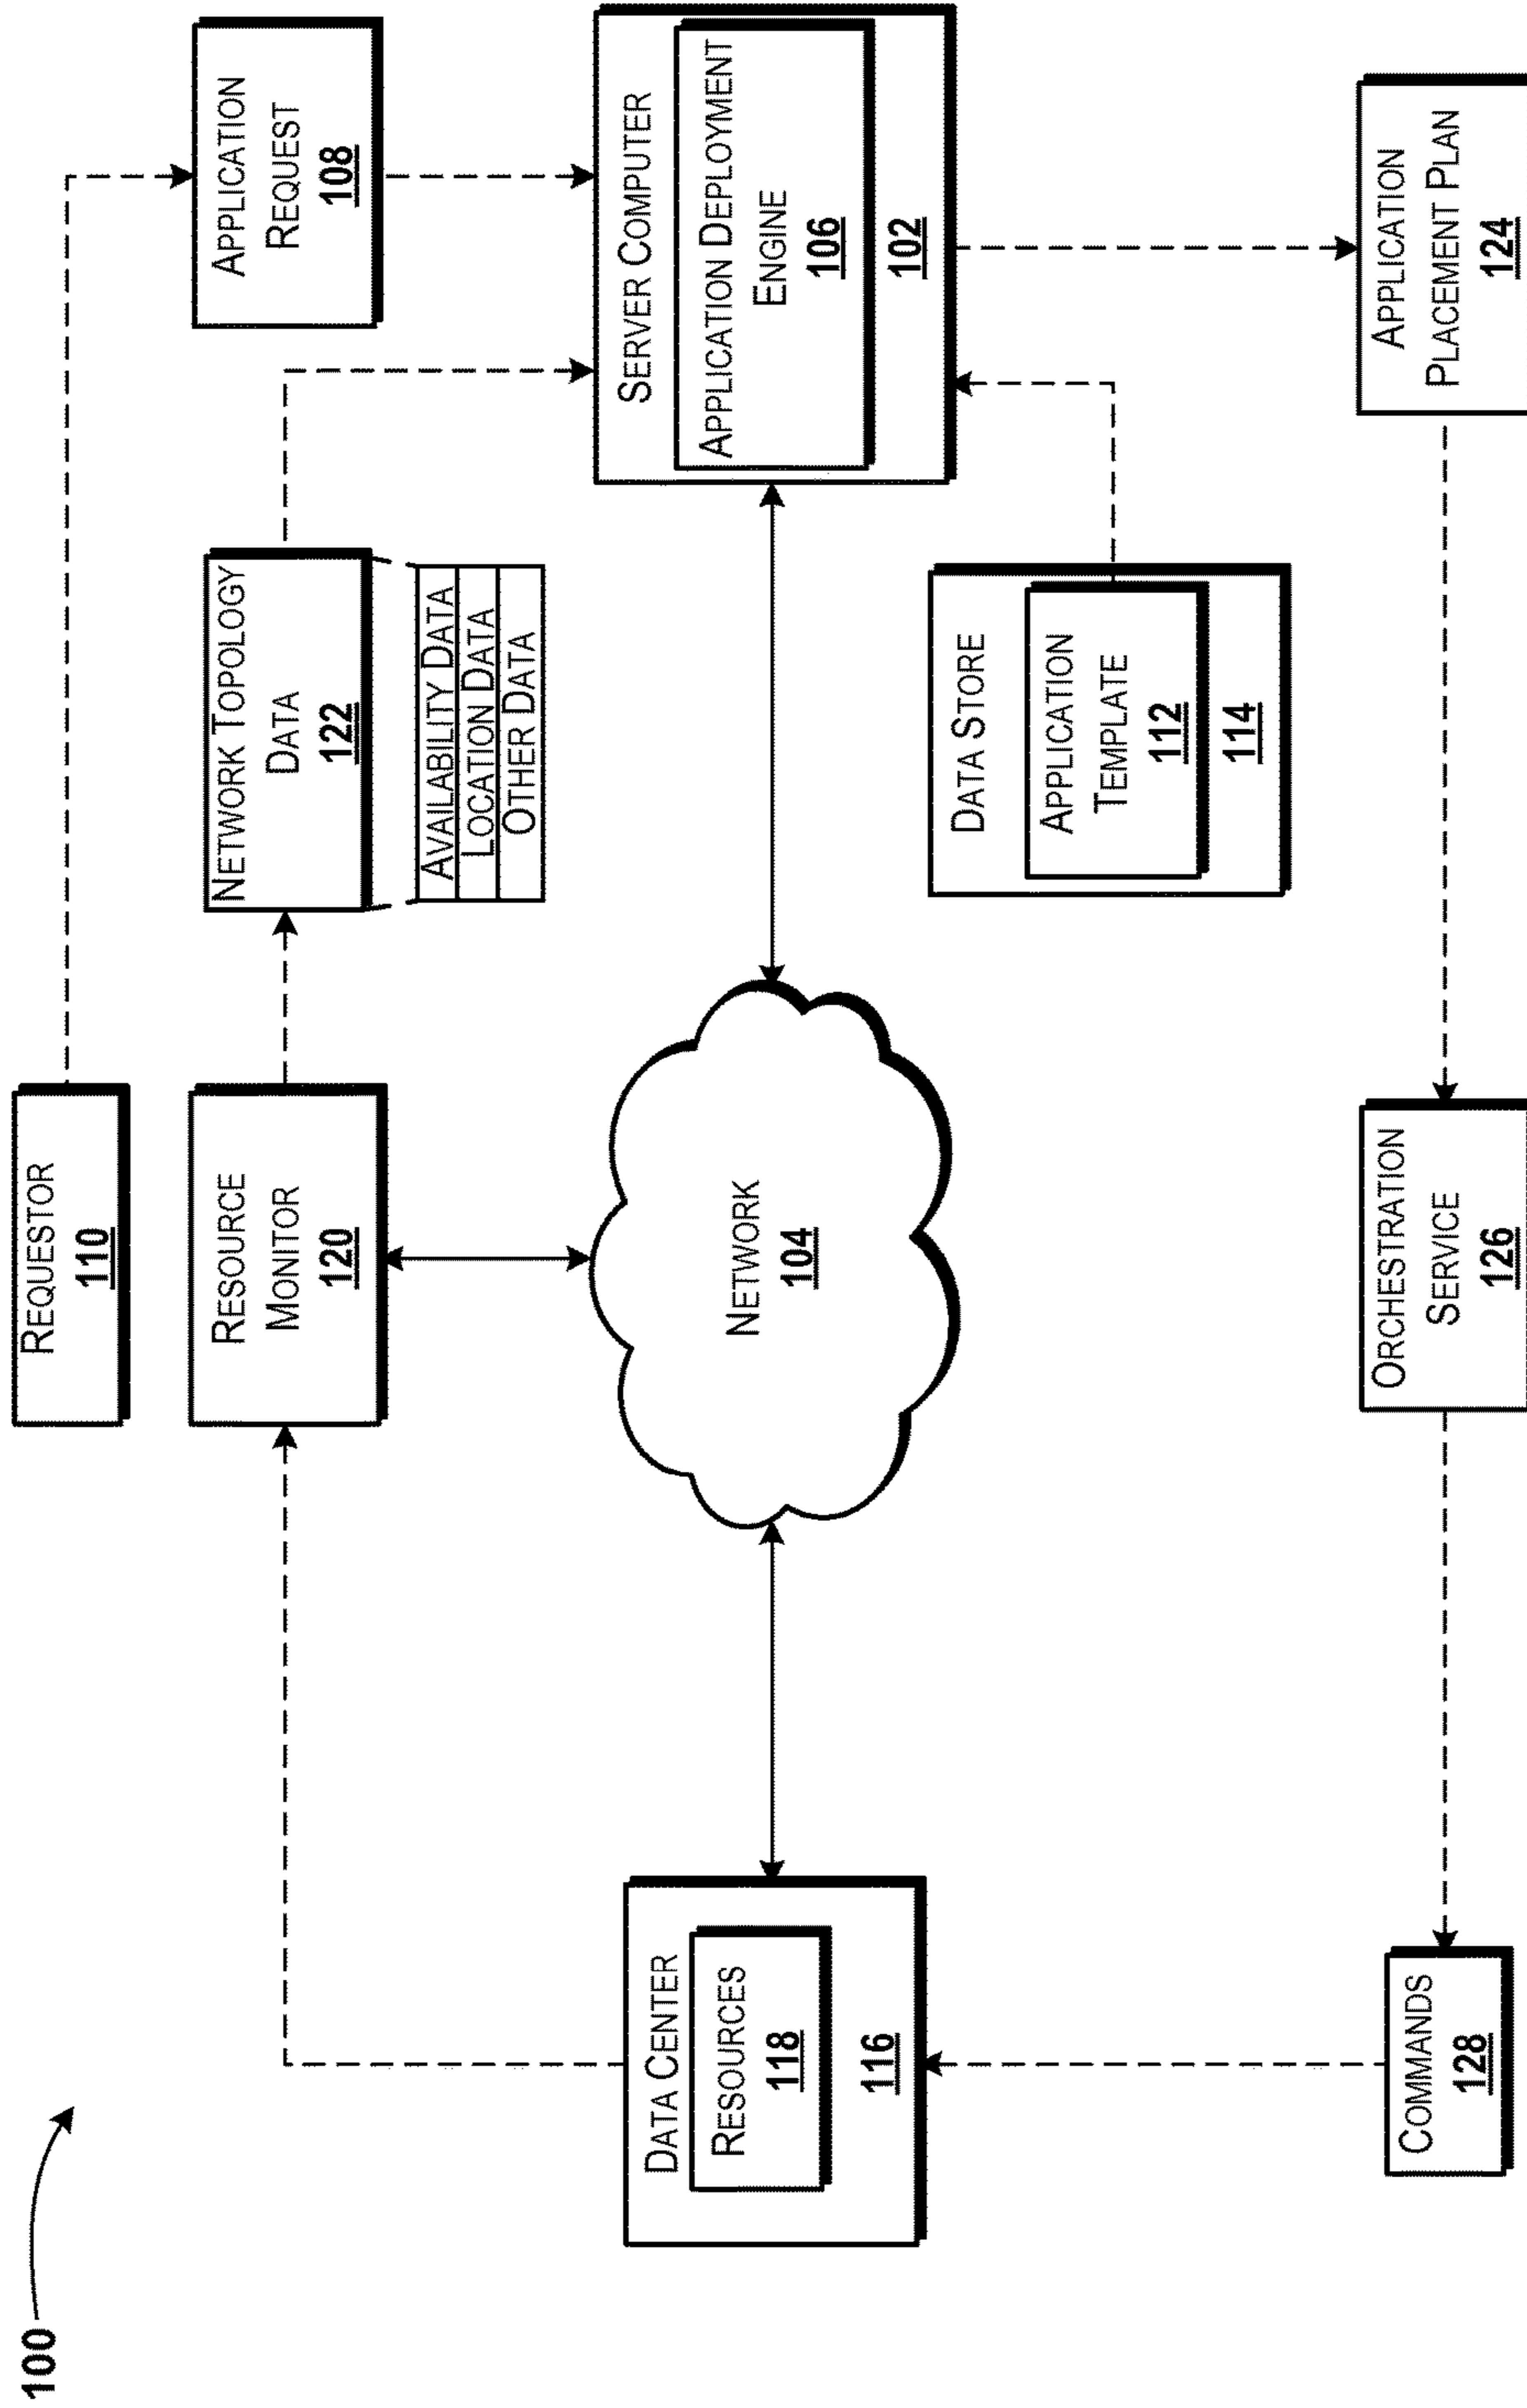 100
REQUESTOR
110
RESOURCE
MONITOR
120
NETWORK TOPOLOGY
DATA
122
AVAILABILITY DATA
LOCATION DATA
OTHER DATA
APPLICATION
REQUEST
108
DATA CENTER
RESOURCES
118
116
NETWORK
104
SERVER COMPUTER
APPLICATION DEPLOYMENT
ENGINE
106
102
DATA STORE
APPLICATION
TEMPLATE
112
114
COMMANDS
128
ORCHESTRATION
SERVICE
126
APPLICATION
PLACEMENT PLAN
124